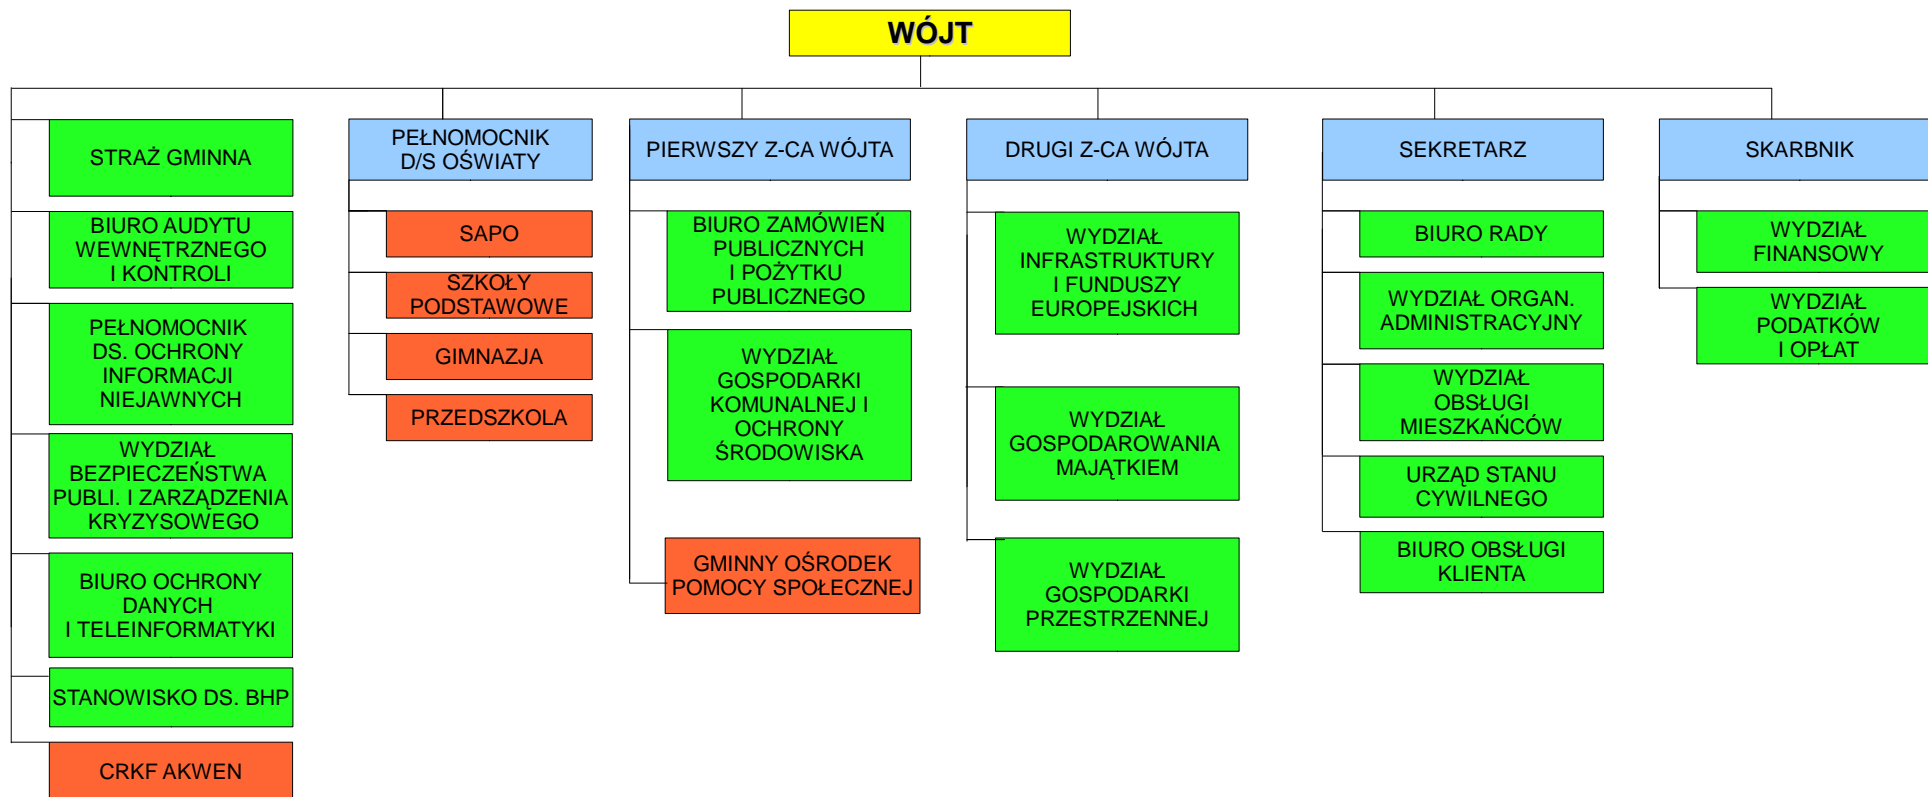 WÓJT
STRAŻ GMINNA
BIURO AUDYTU
WEWNĘTRZNEGO
I KONTROLI
PEŁNOMOCNIK
DS. OCHRONY
INFORMACJI
NIEJAWNYCH
WYDZIAŁ
BEZPIECZEŃSTWA
PUBLI. I ZARZĄDZENIA
KRYZYSOWEGO
BIURO OCHRONY
DANYCH
I TELEINFORMATYKI
STANOWISKO DS. BHP
CRKF AKWEN
PEŁNOMOCNIK
D/S OŚWIATY
SAPO
SZKOŁY
PODSTAWOWE
GIMNAZJA
PRZEDSZKOLA
PIERWSZY Z-CA WÓJTA
BIURO ZAMÓWIEŃ
PUBLICZNYCH
I POŻYTKU
PUBLICZNEGO
WYDZIAŁ
GOSPODARKI
KOMUNALNEJ I
OCHRONY
ŚRODOWISKA
GMINNY OŚRODEK
POMOCY SPOŁECZNEJ
DRUGI Z-CA WÓJTA
WYDZIAŁ
INFRASTRUKTURY
I FUNDUSZY
EUROPEJSKICH
WYDZIAŁ
GOSPODAROWANIA
MAJĄTKIEM
WYDZIAŁ
GOSPODARKI
PRZESTRZENNEJ
SEKRETARZ
BIURO RADY
WYDZIAŁ ORGAN.
ADMINISTRACYJNY
WYDZIAŁ
OBSŁUGI
MIESZKAŃCÓW
URZĄD STANU
CYWILNEGO
BIURO OBSŁUGI
KLIENTA
SKARBNIK
WYDZIAŁ
FINANSOWY
WYDZIAŁ
PODATKÓW
I OPŁAT